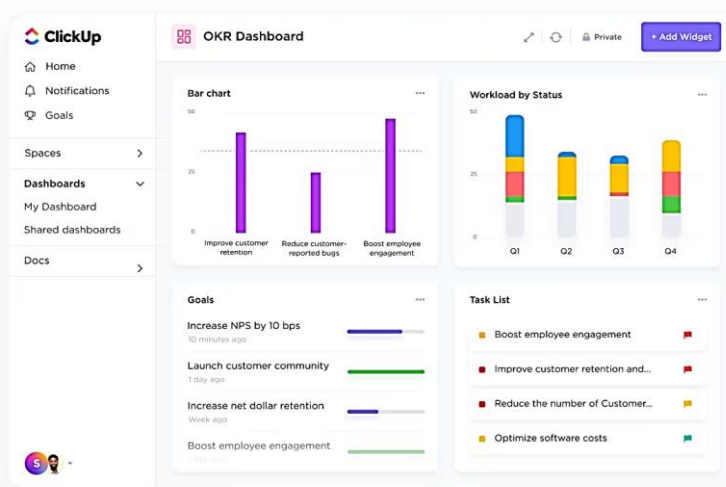 ClickUp
Home
Notifications
Goals
Spaces
Dashboards
My Dashboard
Shared dashboards
Docs
S
OKR Dashboard
Private
+ Add Widget
Bar chart
50
25
0
Improve customer
retention
Reduce customer-
reported bugs
Boost employee
engagement
Workload by Status
50
25
0
Q1
Q2
Q3
Q4
Goals
Increase NPS by 10 bps
10 minutes ago
Launch customer community
1 day ago
Increase net dollar retention
Week ago
Boost employee engagement
Task List
Boost employee engagement
Improve customer retention and...
Reduce the number of Customer...
Optimize software costs